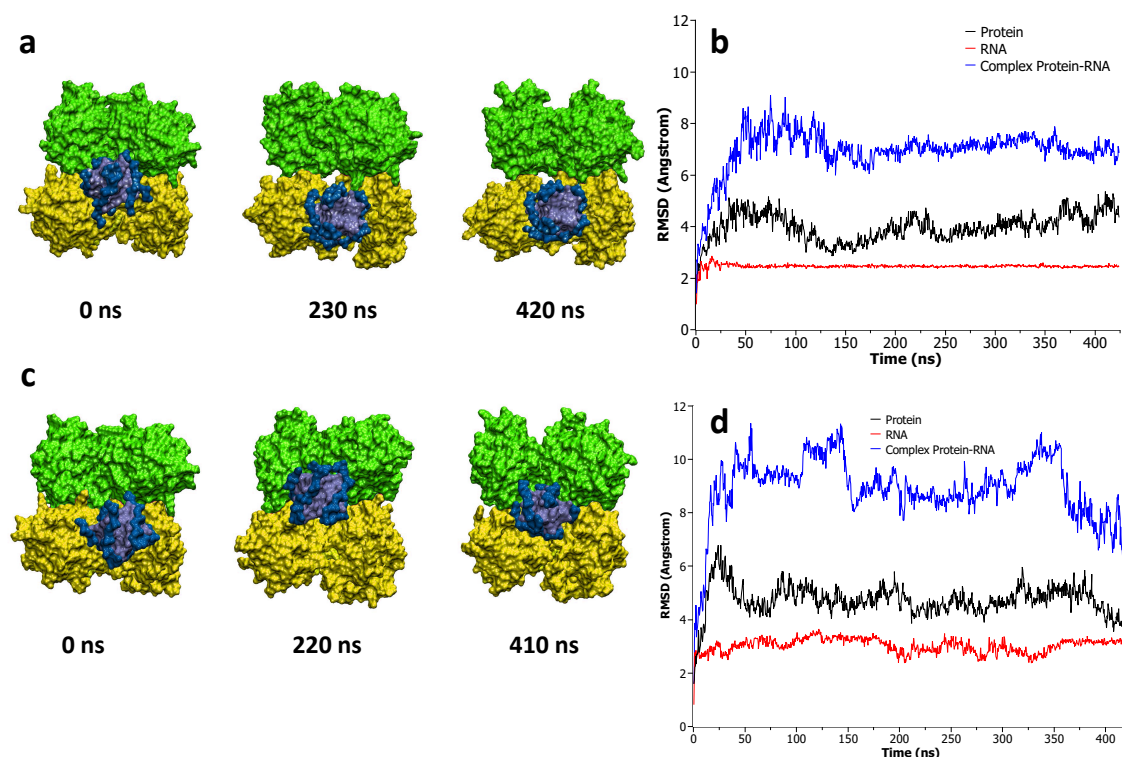 a
0 ns
230 ns
420 ns
b
Protein
RNA
Complex Protein-RNA
RMSD (Angstrom)
12
10
8
6
4
2
0
0 50 100 150 200 250 300 350 400
Time (ns)
c
0 ns
220 ns
410 ns
d
Protein
RNA
Complex Protein-RNA
RMSD (Angstrom)
12
10
8
6
4
2
0
0 50 100 150 200 250 300 350 400
Time (ns)